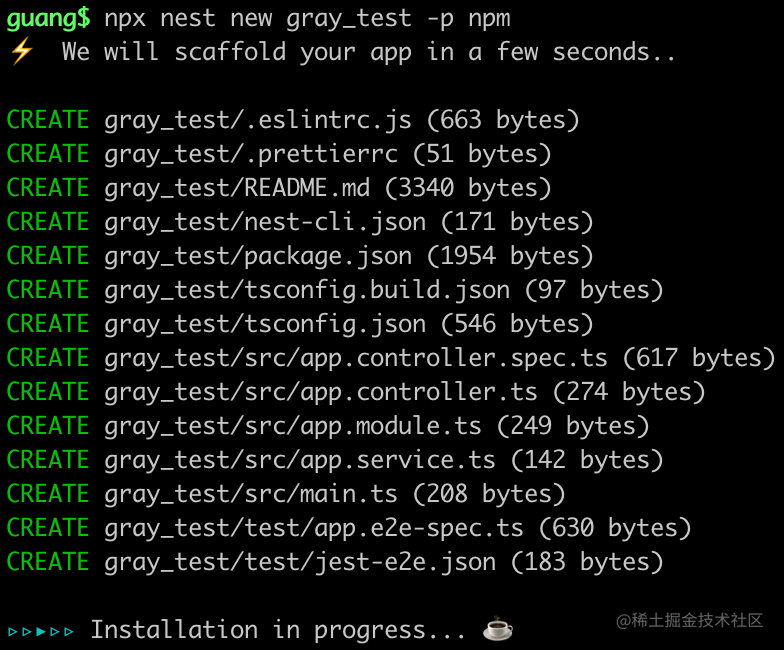 guang$ npx nest new gray_test -p npm
⚡ We will scaffold your app in a few seconds..
CREATE gray_test/.eslintrc.js (663 bytes)
CREATE gray_test/.prettierrc (51 bytes)
CREATE gray_test/README.md (3340 bytes)
CREATE gray_test/nest-cli.json (171 bytes)
CREATE gray_test/package.json (1954 bytes)
CREATE gray_test/tsconfig.build.json (97 bytes)
CREATE gray_test/tsconfig.json (546 bytes)
CREATE gray_test/src/app.controller.spec.ts (617 bytes)
CREATE gray_test/src/app.controller.ts (274 bytes)
CREATE gray_test/src/app.module.ts (249 bytes)
CREATE gray_test/src/app.service.ts (142 bytes)
CREATE gray_test/src/main.ts (208 bytes)
CREATE gray_test/test/app.e2e-spec.ts (630 bytes)
CREATE gray_test/test/jest-e2e.json (183 bytes)
▹▹▸▹▹ Installation in progress... ☕
@稀土掘金技术社区